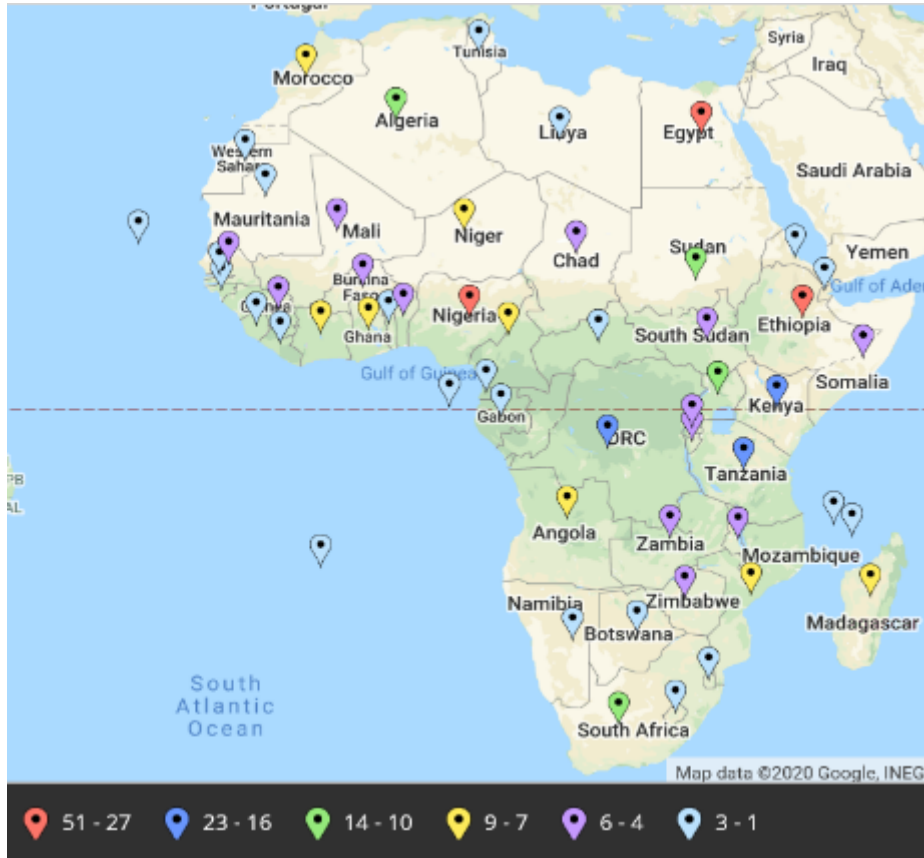 Portugal
Tunisia
Syria
Iraq
Morocco
Algeria
Libya
Egypt
Western
Sahara
Saudi Arabia
Mauritania
Mali
Niger
Chad
Sudan
Yemen
Gulf of Aden
Burkina
Faso
Guinea
Nigeria
Ghana
South Sudan
Ethiopia
Somalia
Gulf of Guinea
Gabon
Kenya
DRC
Tanzania
PB
AL
Angola
Zambia
Mozambique
Namibia
Zimbabwe
Botswana
Madagascar
South
Atlantic
Ocean
South Africa
Map data ©2020 Google, INEG
51 - 27
23 - 16
14 - 10
9 - 7
6 - 4
3 - 1